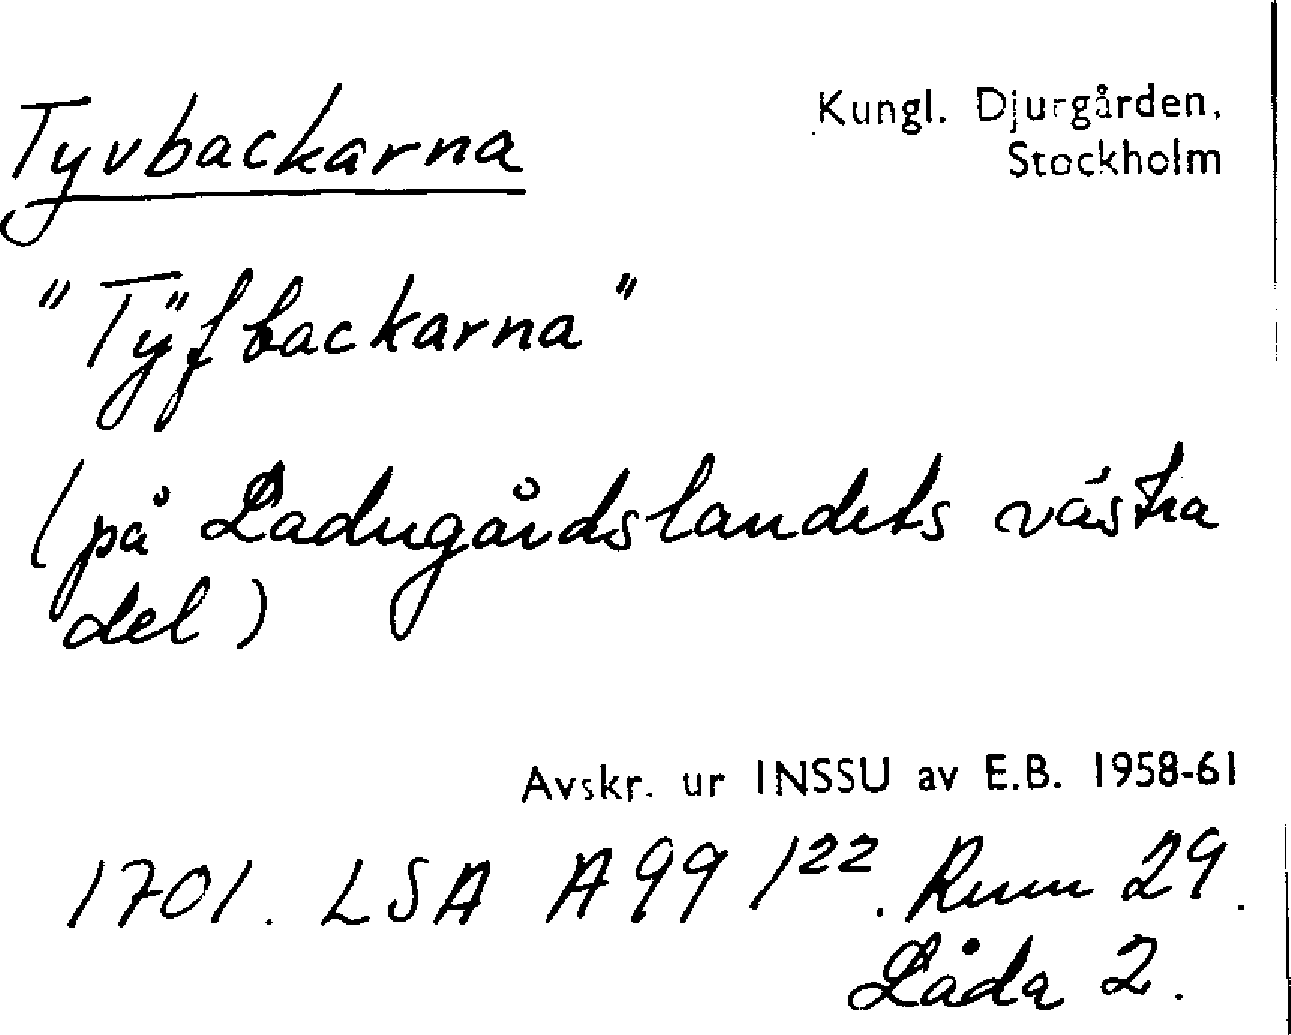 Tyvbackarna
Kungl. Djurgården,
Stockholm
"Tÿfbackarna"
(på Ladugårdslandets västra
del)
Avskr. ur INSSU av E.B. 1958-61
1701. LSA A99 1²². Rum 29.
Låda 2.